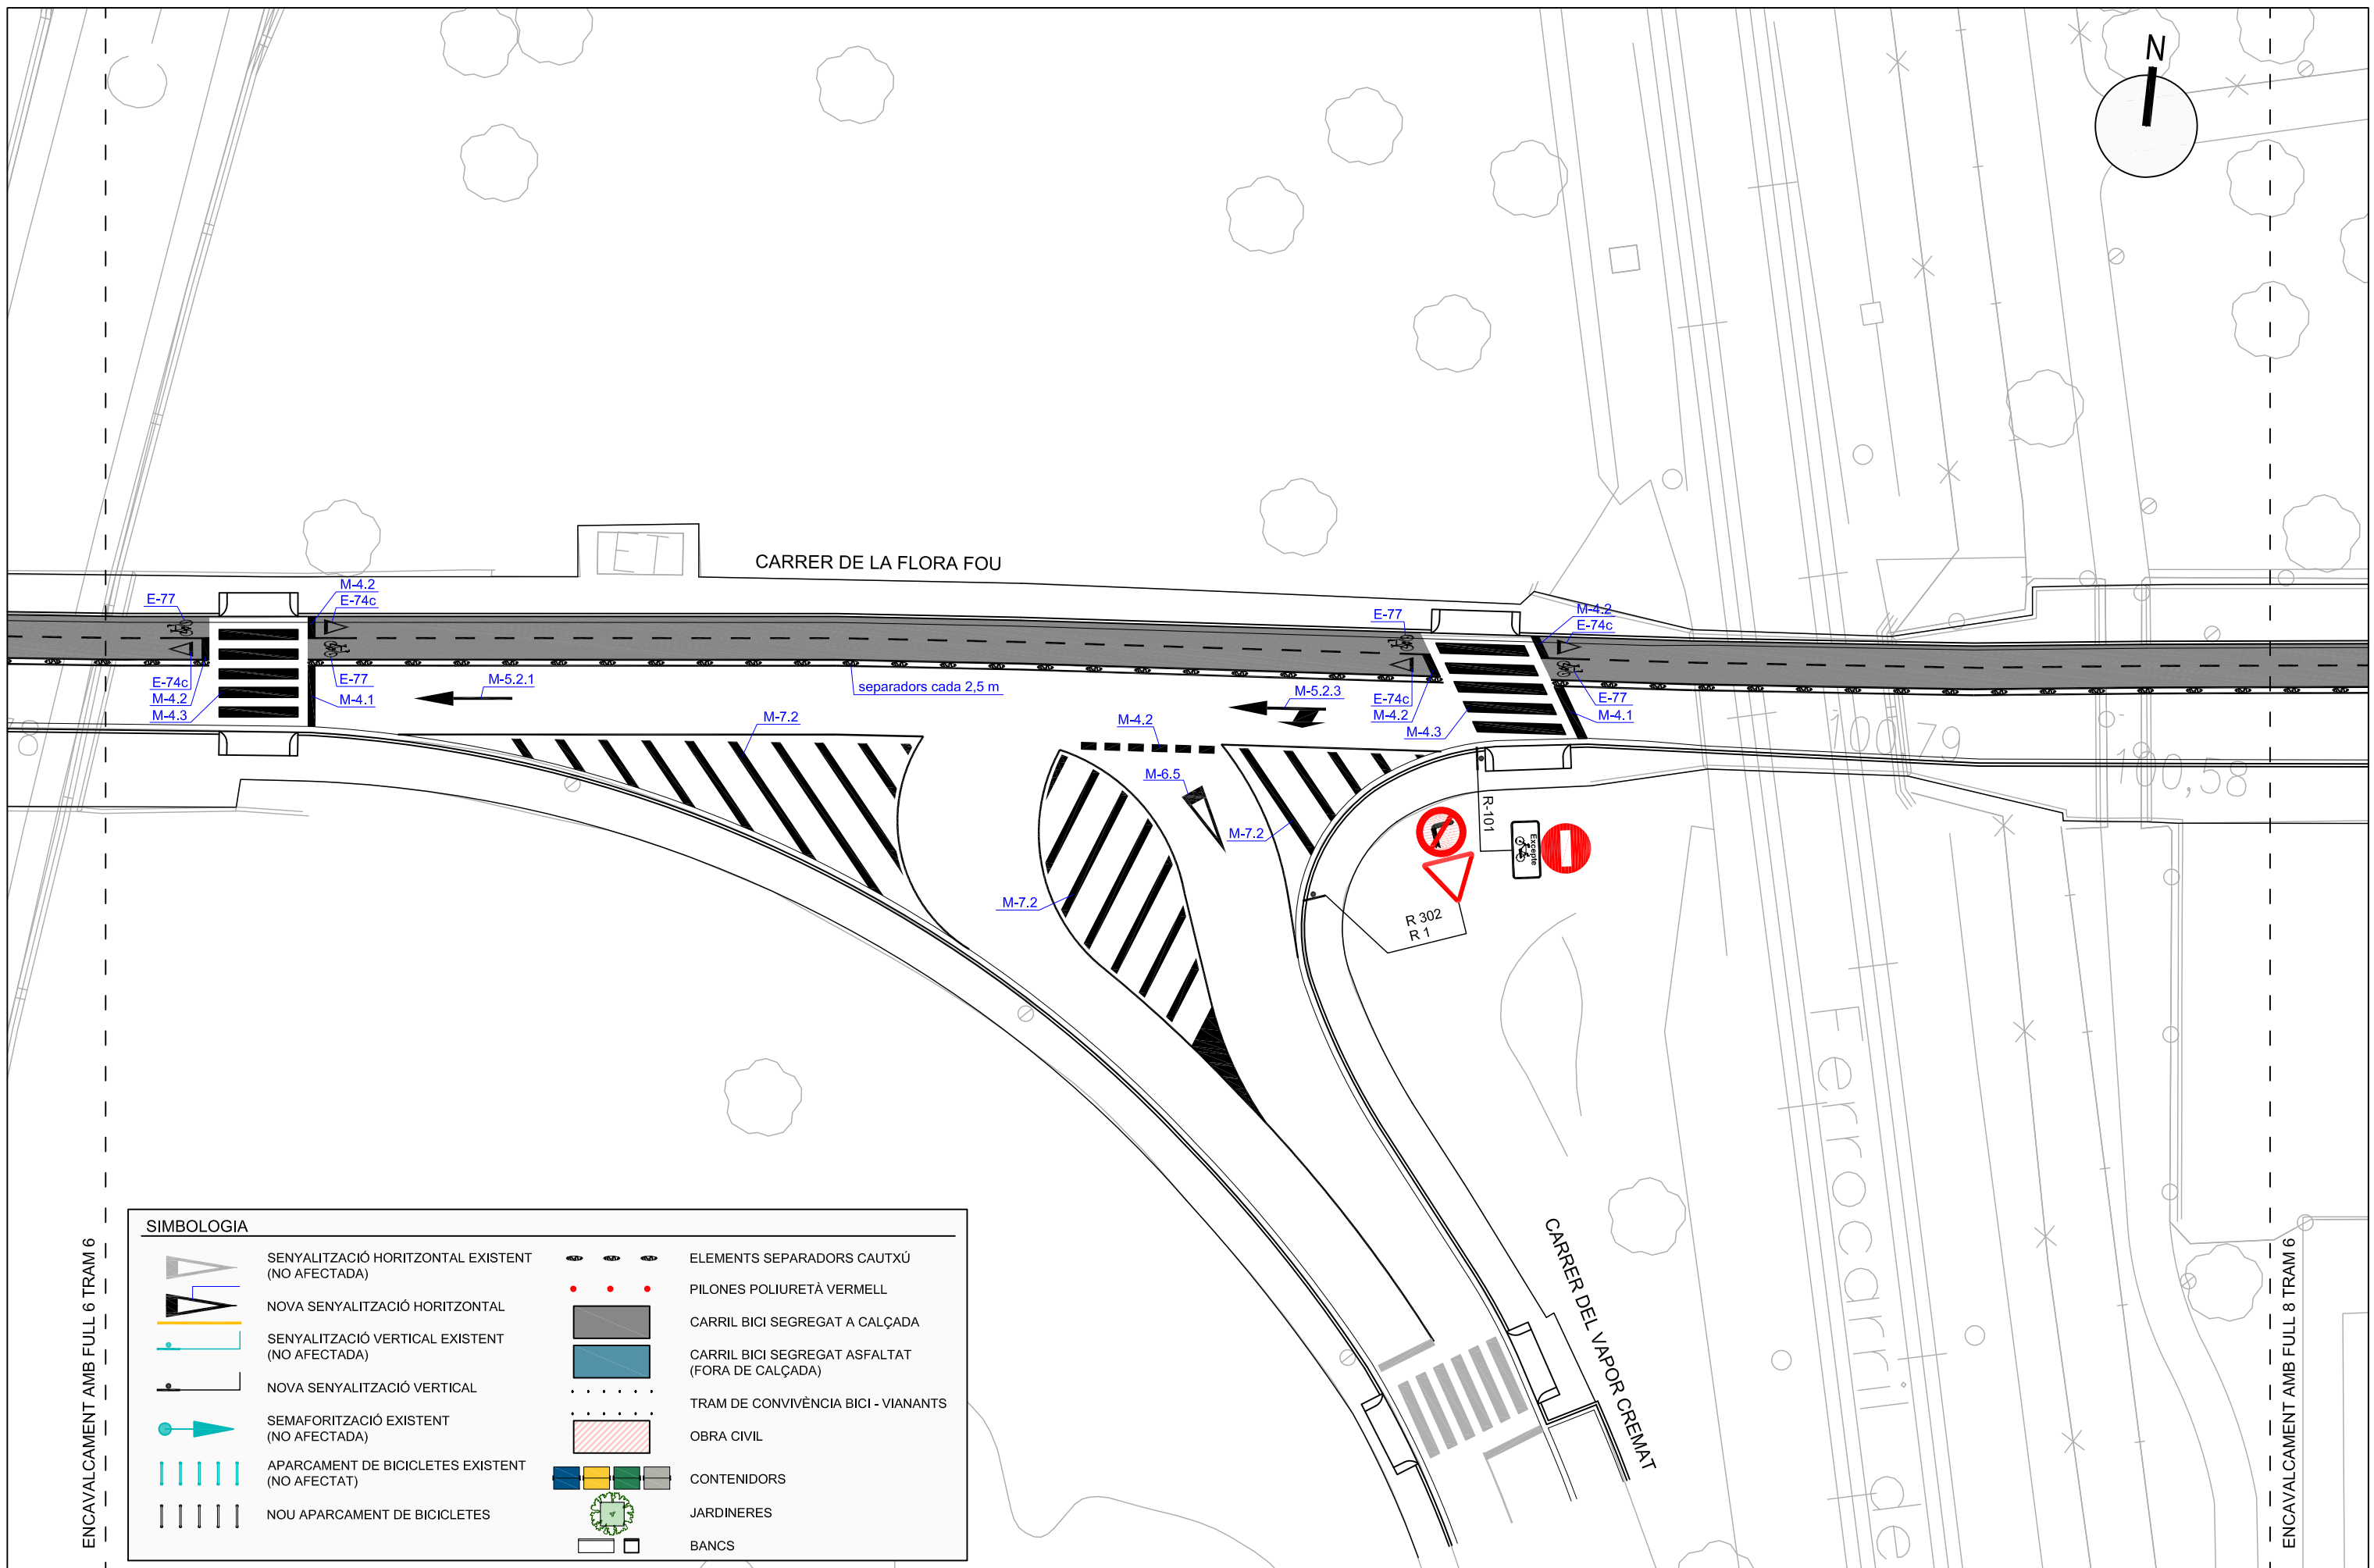 N
CARRER DE LA FLORA FOU
ET
E-77
M-4.2
E-74c
E-74c
M-4.2
M-4.3
E-77
M-4.1
M-5.2.1
separadors cada 2,5 m
M-7.2
M-4.2
M-6.5
M-7.2
M-7.2
M-5.2.3
E-77
E-74c
M-4.2
M-4.3
M-4.2
E-74c
E-77
M-4.1
R-101
Excepte
R 302
R 1
100,79
100,58
Ferrocarril de
CARRER DEL VAPOR CREMAT
ENCAVALCAMENT AMB FULL 6 TRAM 6
ENCAVALCAMENT AMB FULL 8 TRAM 6
SIMBOLOGIA
SENYALITZACIÓ HORITZONTAL EXISTENT
(NO AFECTADA)
NOVA SENYALITZACIÓ HORITZONTAL
SENYALITZACIÓ VERTICAL EXISTENT
(NO AFECTADA)
NOVA SENYALITZACIÓ VERTICAL
SEMAFORITZACIÓ EXISTENT
(NO AFECTADA)
APARCAMENT DE BICICLETES EXISTENT
(NO AFECTAT)
NOU APARCAMENT DE BICICLETES
ELEMENTS SEPARADORS CAUTXÚ
PILONES POLIURETÀ VERMELL
CARRIL BICI SEGREGAT A CALÇADA
CARRIL BICI SEGREGAT ASFALTAT
(FORA DE CALÇADA)
TRAM DE CONVIVÈNCIA BICI - VIANANTS
OBRA CIVIL
CONTENIDORS
JARDINERES
BANCS